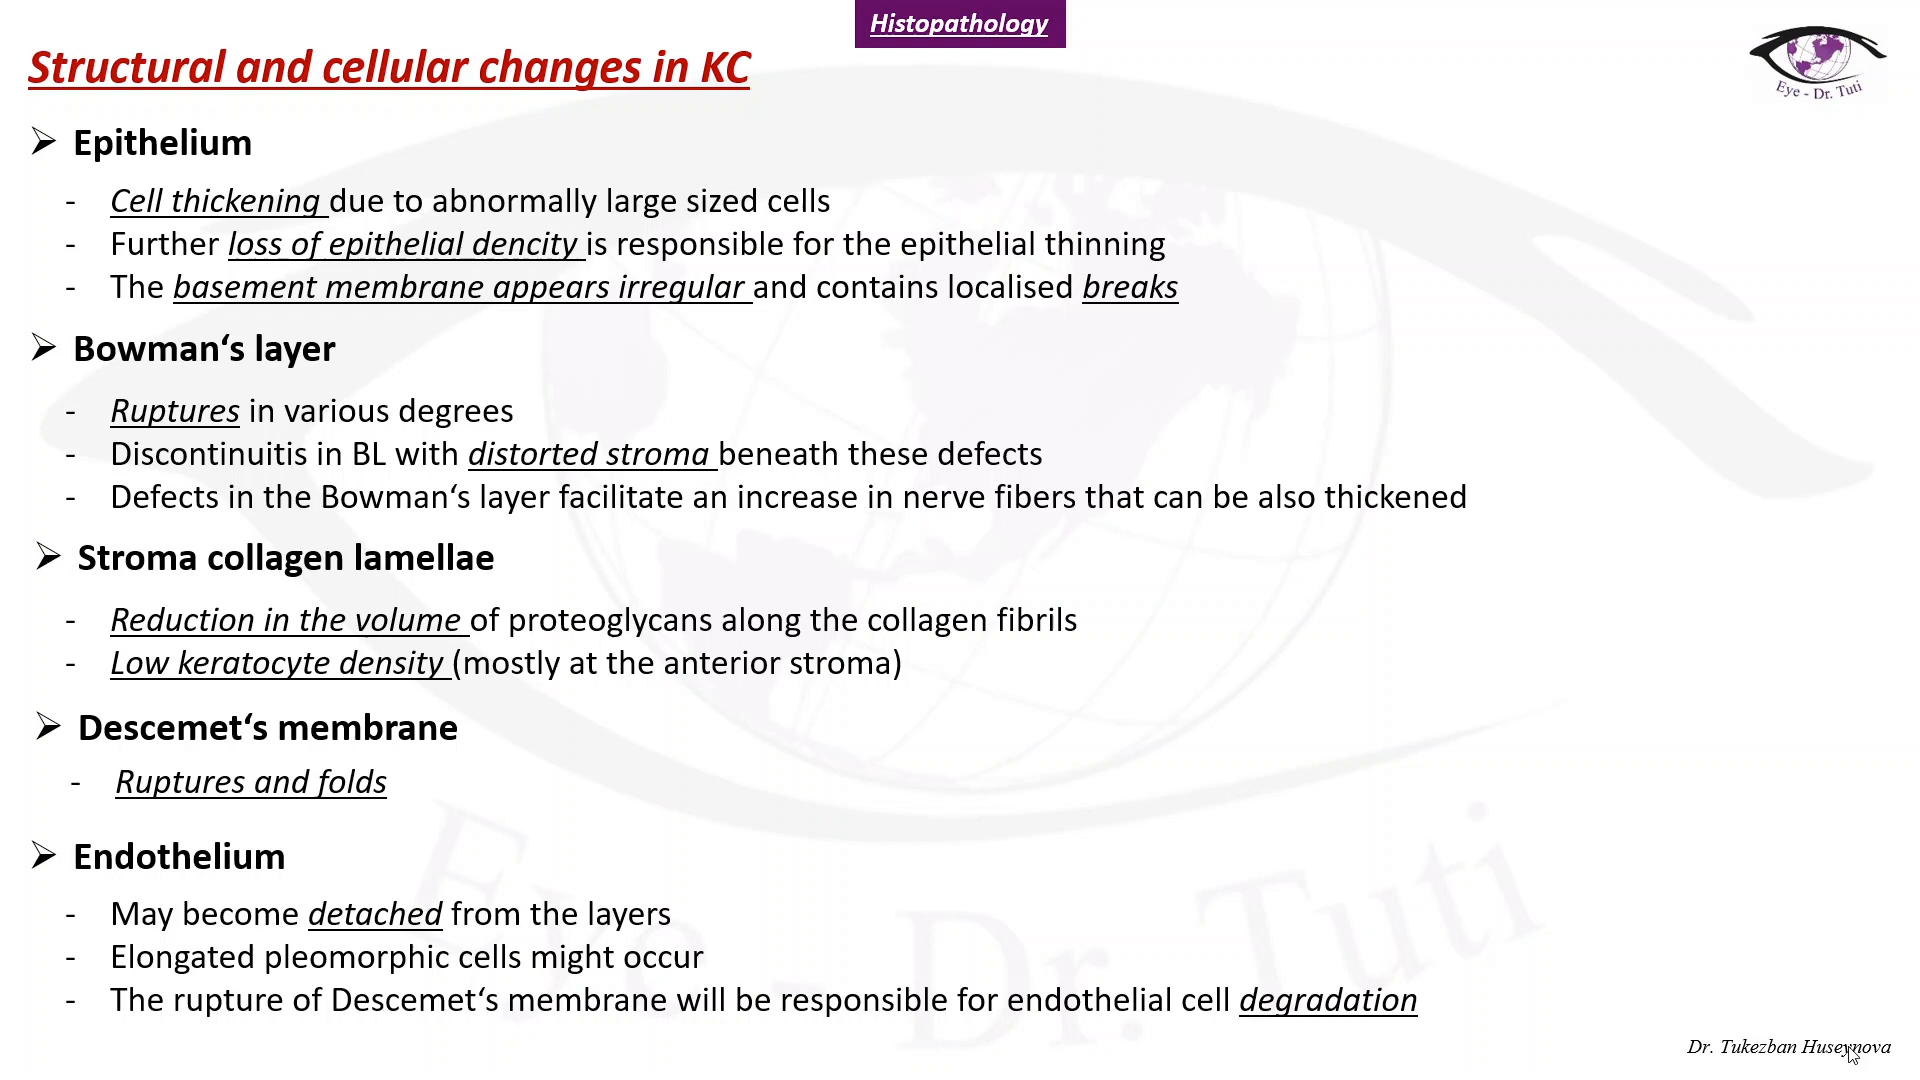 Histopathology
Structural and cellular changes in KC
Eye - Dr. Tuti
➢ Epithelium
- Cell thickening due to abnormally large sized cells
- Further loss of epithelial dencity is responsible for the epithelial thinning
- The basement membrane appears irregular and contains localised breaks
➢ Bowman‘s layer
- Ruptures in various degrees
- Discontinuitis in BL with distorted stroma beneath these defects
- Defects in the Bowman‘s layer facilitate an increase in nerve fibers that can be also thickened
➢ Stroma collagen lamellae
- Reduction in the volume of proteoglycans along the collagen fibrils
- Low keratocyte density (mostly at the anterior stroma)
➢ Descemet‘s membrane
- Ruptures and folds
➢ Endothelium
- May become detached from the layers
- Elongated pleomorphic cells might occur
- The rupture of Descemet‘s membrane will be responsible for endothelial cell degradation
Eye - Dr. Tuti
Dr. Tukezban Huseynova